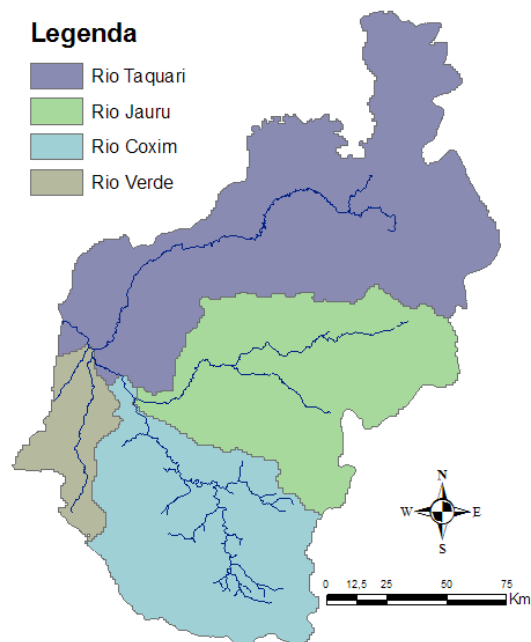 Legenda
Rio Taquari
Rio Jauru
Rio Coxim
Rio Verde
N
W E
S
0 12,5 25 50 75
Km